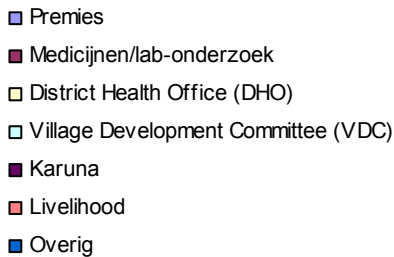 Premies
Medicijnen/lab-onderzoek
District Health Office (DHO)
Village Development Committee (VDC)
Karuna
Livelihood
Overig